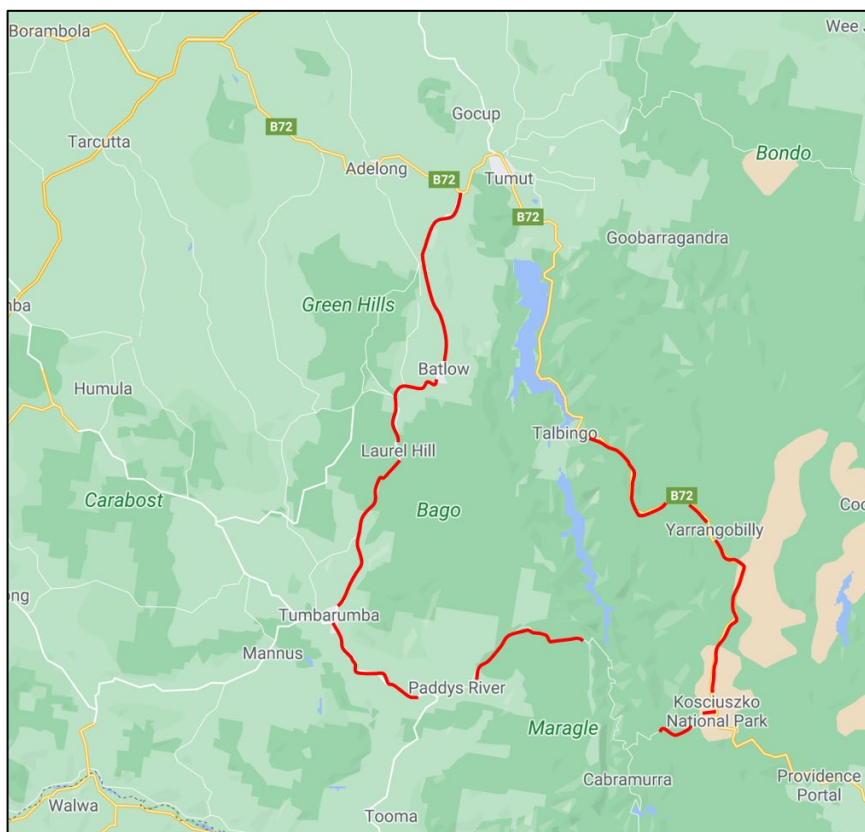 Borambola
Wee J
Gocup
B72
Tarcutta
Bondo
Adelong
B72
Tumut
B72
Goobarragandra
Green Hills
nba
Batlow
Humula
Talbingo
Laurel Hill
Carabost
B72
Bago
Coo
Yarrangobilly
ong
Tumbarumba
Mannus
Paddys River
Kosciuszko
National Park
Maragle
Cabramurra
Providence
Portal
Walwa
Tooma